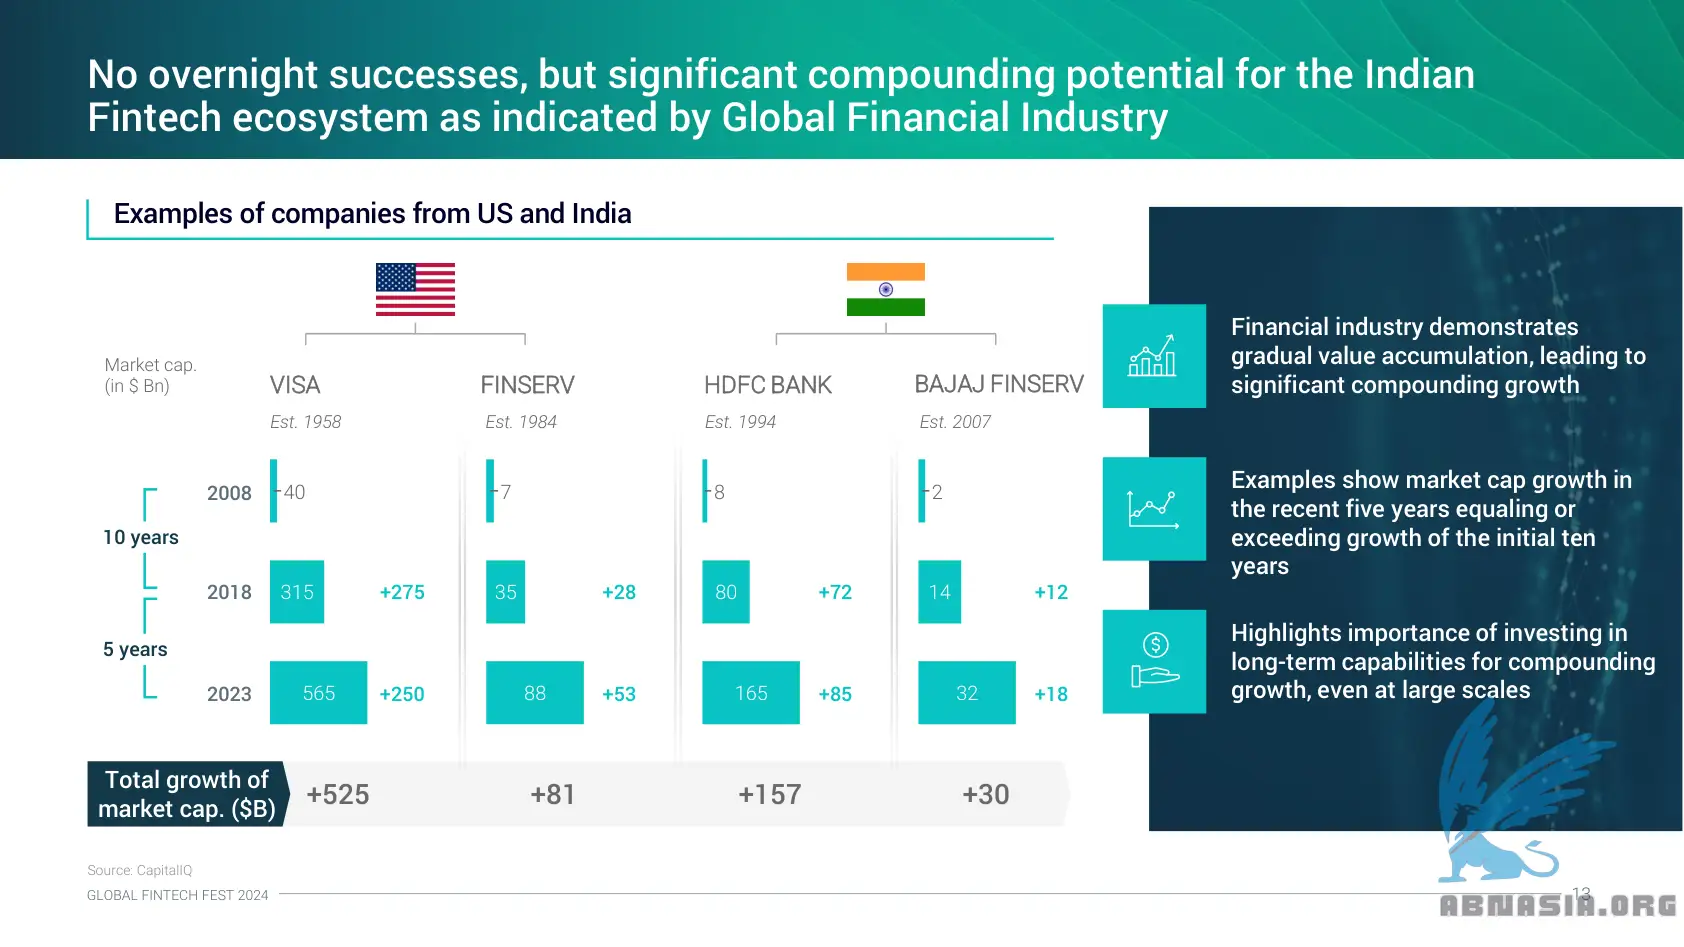 No overnight successes, but significant compounding potential for the Indian
Fintech ecosystem as indicated by Global Financial Industry
Examples of companies from US and India
Market cap.
(in $ Bn)
VISA
FINSERV
HDFC BANK
BAJAJ FINSERV
Est. 1958
Est. 1984
Est. 1994
Est. 2007
2008
40
7
8
2
10 years
2018
315
+275
35
+28
80
+72
14
+12
5 years
2023
565
+250
88
+53
165
+85
32
+18
Total growth of
market cap. ($B)
+525
+81
+157
+30
Financial industry demonstrates
gradual value accumulation, leading to
significant compounding growth
Examples show market cap growth in
the recent five years equaling or
exceeding growth of the initial ten
years
$
Highlights importance of investing in
long-term capabilities for compounding
growth, even at large scales
Source: CapitalIQ
GLOBAL FINTECH FEST 2024
13
ABNASIA.ORG